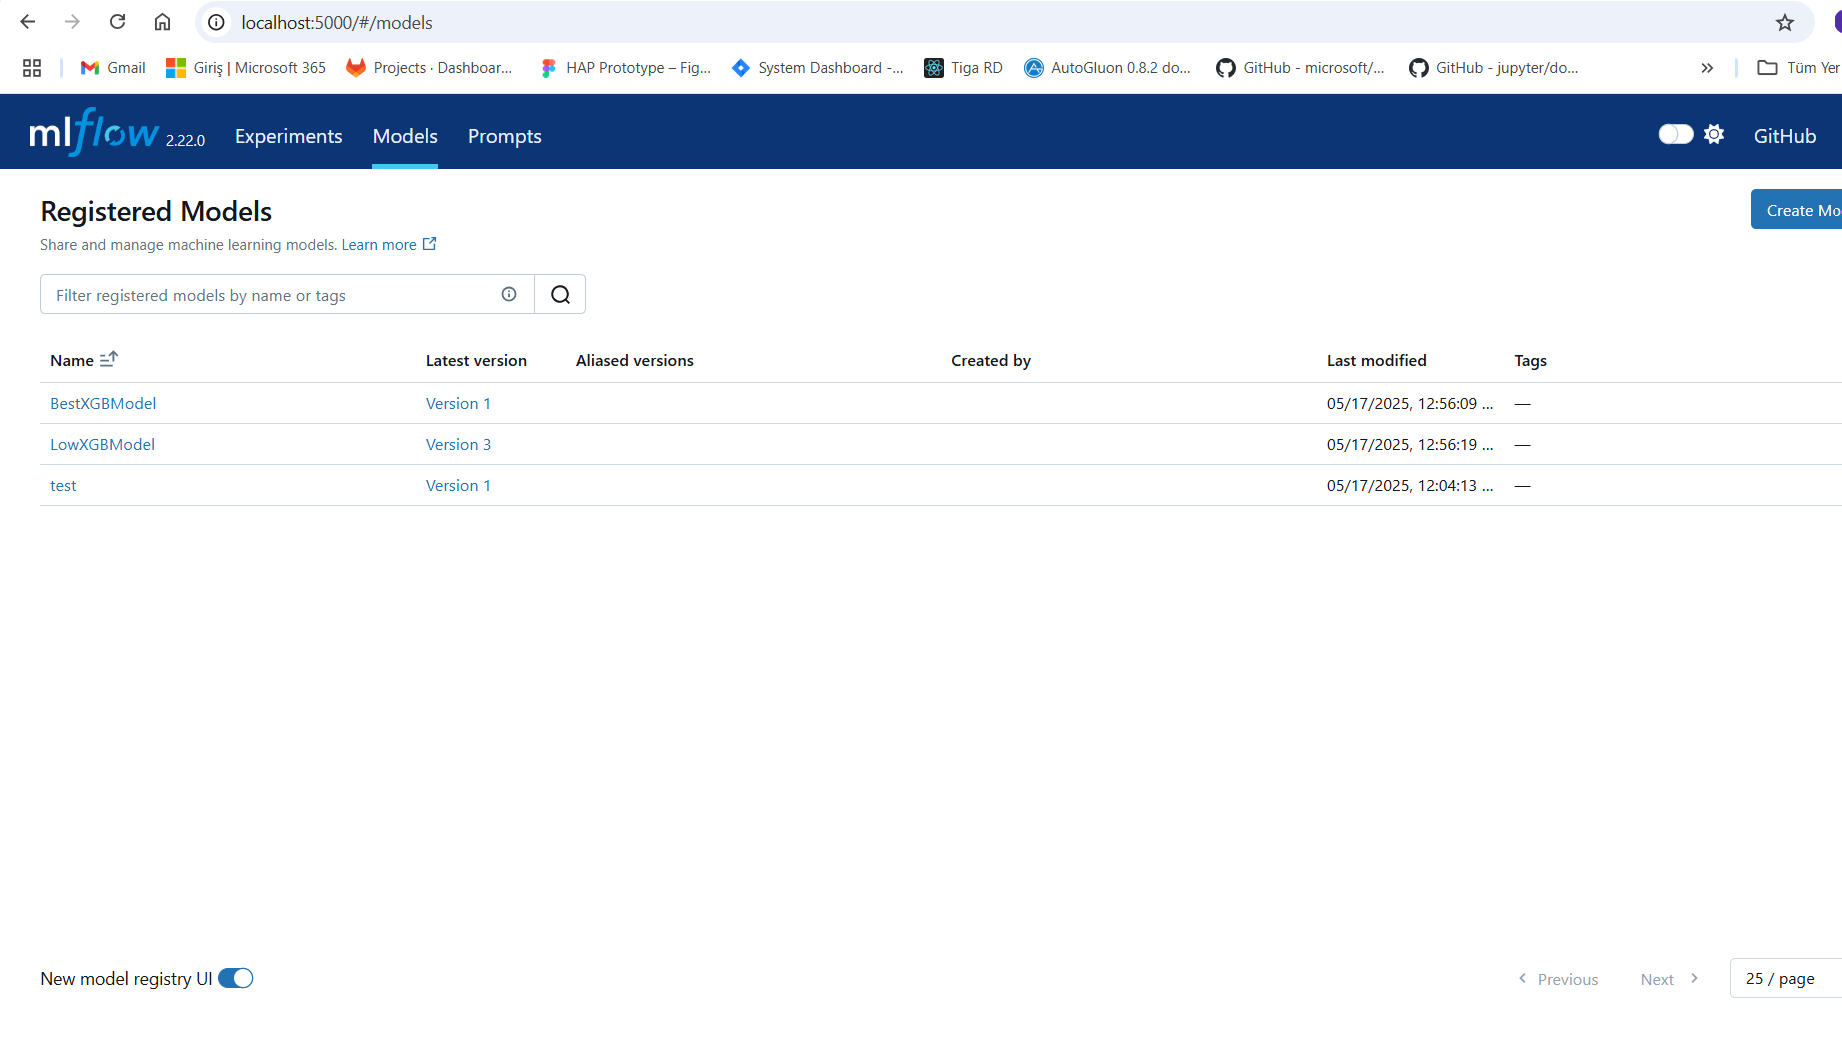 localhost:5000/#/models
Gmail
Giriş | Microsoft 365
Projects · Dashboar...
HAP Prototype – Fig...
System Dashboard -...
Tiga RD
AutoGluon 0.8.2 do...
GitHub - microsoft/...
GitHub - jupyter/do...
Tüm Yer
mlflow 2.22.0
Experiments
Models
Prompts
GitHub
Registered Models
Create Mo
Share and manage machine learning models. Learn more
Filter registered models by name or tags
Name Latest version Aliased versions Created by Last modified Tags
BestXGBModel Version 1 05/17/2025, 12:56:09 ... —
LowXGBModel Version 3 05/17/2025, 12:56:19 ... —
test Version 1 05/17/2025, 12:04:13 ... —
New model registry UI
Previous
Next
25 / page